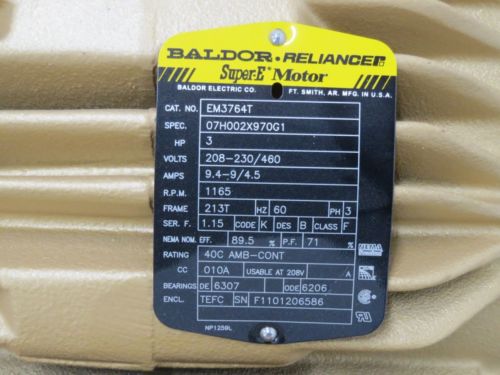 BALDOR • RELIANCER
Super-E® Motor
BALDOR ELECTRIC CO. FT. SMITH, AR. MFG. IN U.S.A.
CAT. NO. EM3764T
SPEC. 07H002X970G1
HP 3
VOLTS 208-230/460
AMPS 9.4-9/4.5
R.P.M. 1165
FRAME 213T HZ 60 PH 3
SER. F. 1.15 CODE K DES B CLASS F
NEMA NOM. EFF. 89.5 % P.F. 71 %
NEMA
Premium
RATING 40C AMB-CONT
CC 010A USABLE AT 208V A
BEARINGS DE 6307 ODE 6206
ENCL. TEFC SN F1101206586
NP1259L